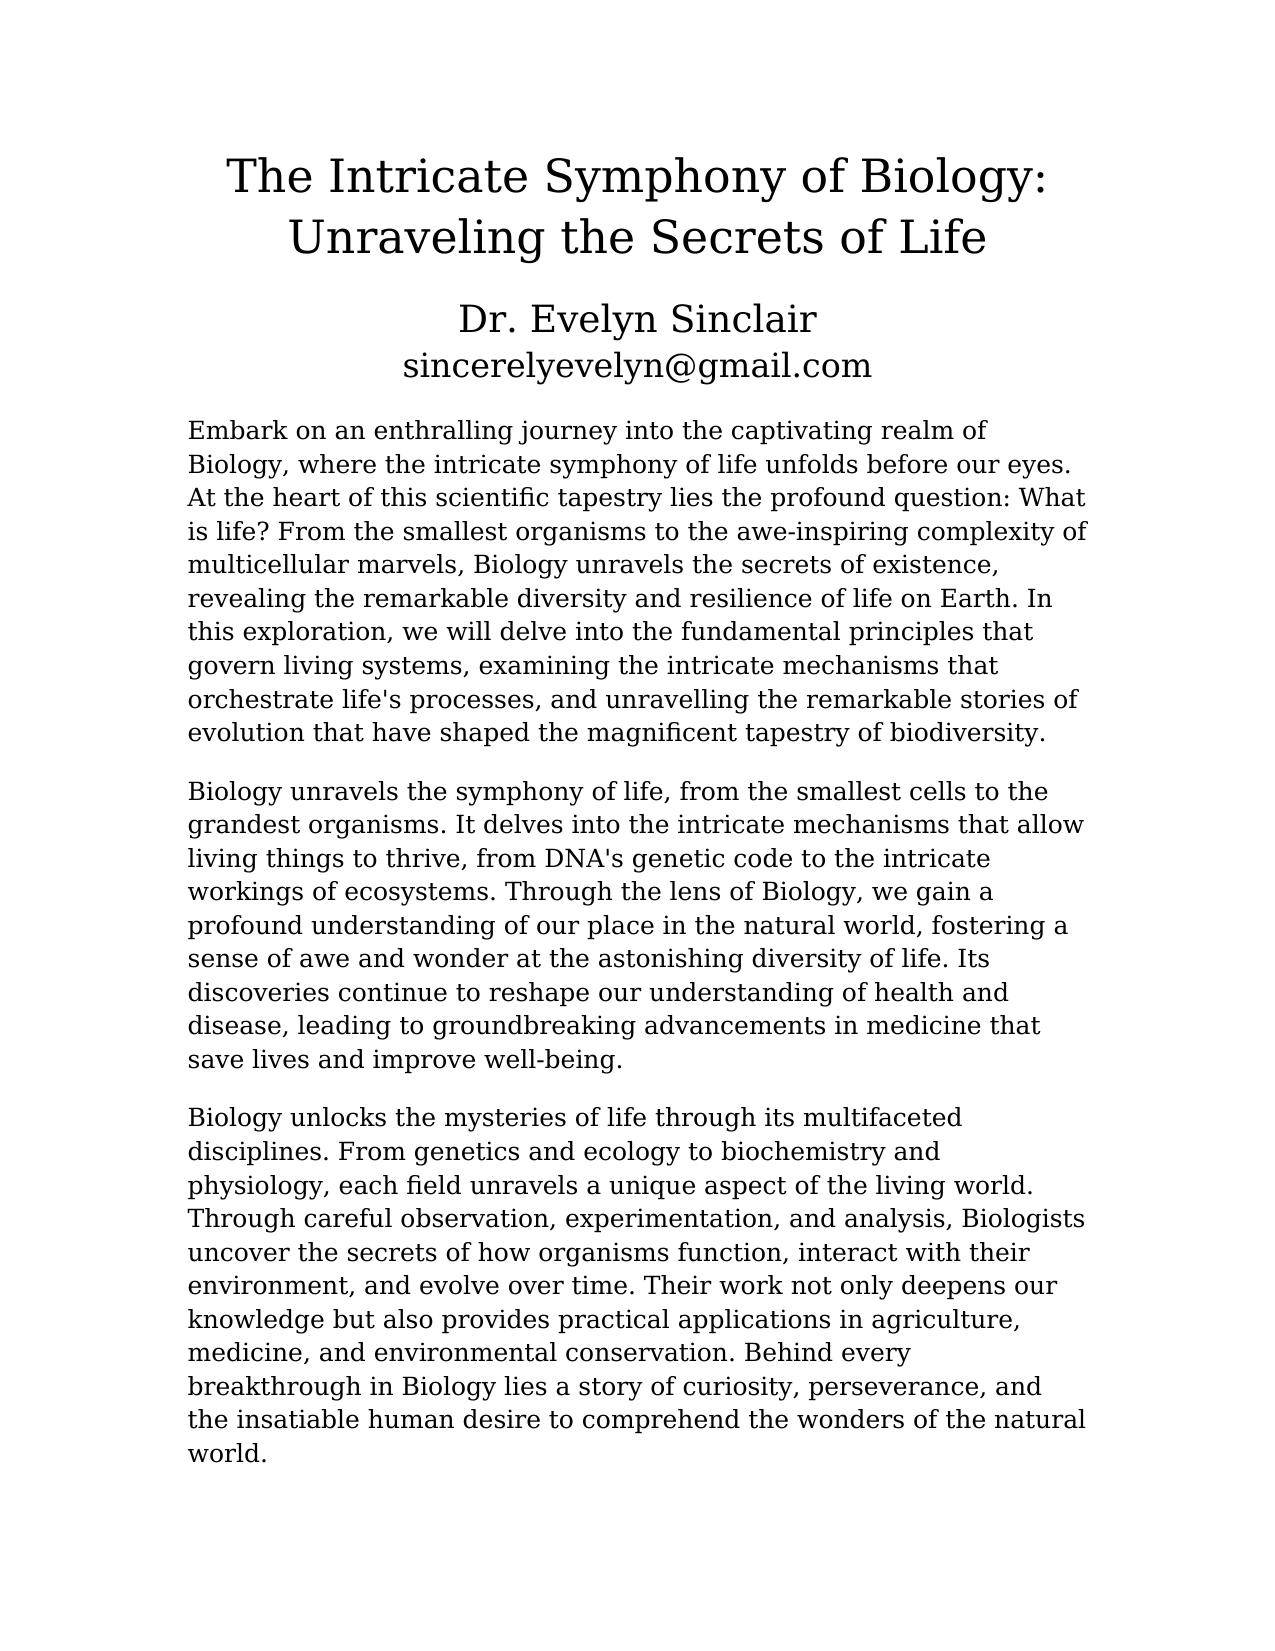 The Intricate Symphony of Biology:
Unraveling the Secrets of Life
Dr. Evelyn Sinclair
sincerelyevelyn@gmail.com
Embark on an enthralling journey into the captivating realm of
Biology, where the intricate symphony of life unfolds before our eyes.
At the heart of this scientific tapestry lies the profound question: What
is life? From the smallest organisms to the awe-inspiring complexity of
multicellular marvels, Biology unravels the secrets of existence,
revealing the remarkable diversity and resilience of life on Earth. In
this exploration, we will delve into the fundamental principles that
govern living systems, examining the intricate mechanisms that
orchestrate life's processes, and unravelling the remarkable stories of
evolution that have shaped the magnificent tapestry of biodiversity.
Biology unravels the symphony of life, from the smallest cells to the
grandest organisms. It delves into the intricate mechanisms that allow
living things to thrive, from DNA's genetic code to the intricate
workings of ecosystems. Through the lens of Biology, we gain a
profound understanding of our place in the natural world, fostering a
sense of awe and wonder at the astonishing diversity of life. Its
discoveries continue to reshape our understanding of health and
disease, leading to groundbreaking advancements in medicine that
save lives and improve well-being.
Biology unlocks the mysteries of life through its multifaceted
disciplines. From genetics and ecology to biochemistry and
physiology, each field unravels a unique aspect of the living world.
Through careful observation, experimentation, and analysis, Biologists
uncover the secrets of how organisms function, interact with their
environment, and evolve over time. Their work not only deepens our
knowledge but also provides practical applications in agriculture,
medicine, and environmental conservation. Behind every
breakthrough in Biology lies a story of curiosity, perseverance, and
the insatiable human desire to comprehend the wonders of the natural
world.